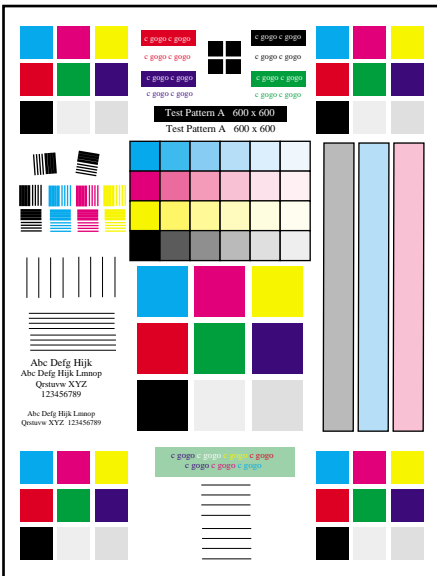 c gogo c gogo
c gogo c gogo
c gogo c gogo
c gogo c gogo
c gogo c gogo
c gogo c gogo
c gogo c gogo
c gogo c gogo
Test Pattern A 600 x 600
Test Pattern A 600 x 600
Abc Defg Hijk
Abc Defg Hijk Lmnop
Qrstuvw XYZ
123456789
Abc Defg Hijk Lmnop
Qrstuvw XYZ 123456789
c gogo c gogo c gogo c gogo
c gogo c gogo c gogo